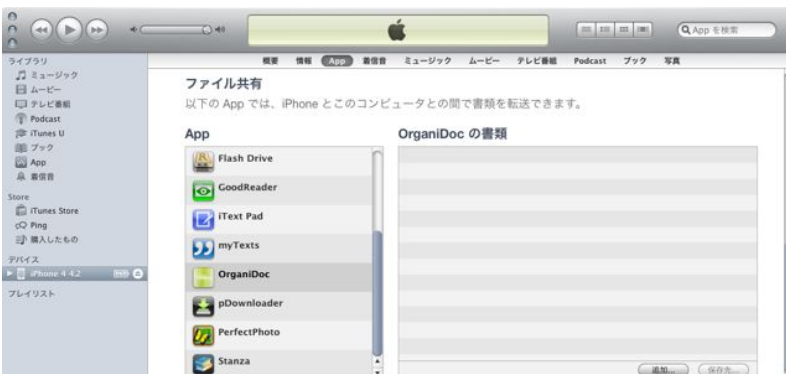 App を検索
ライブラリ
ミュージック
ムービー
テレビ番組
Podcast
iTunes U
ブック
App
着信音
Store
iTunes Store
Ping
購入したもの
デバイス
iPhone 4 4.2
プレイリスト
概要 情報 App 着信音 ミュージック ムービー テレビ番組 Podcast ブック 写真
ファイル共有
以下の App では、iPhone とこのコンピュータとの間で書類を転送できます。
App
Flash Drive
GoodReader
iText Pad
myTexts
OrganiDoc
pDownloader
PerfectPhoto
Stanza
OrganiDoc の書類
追加...
保存先...